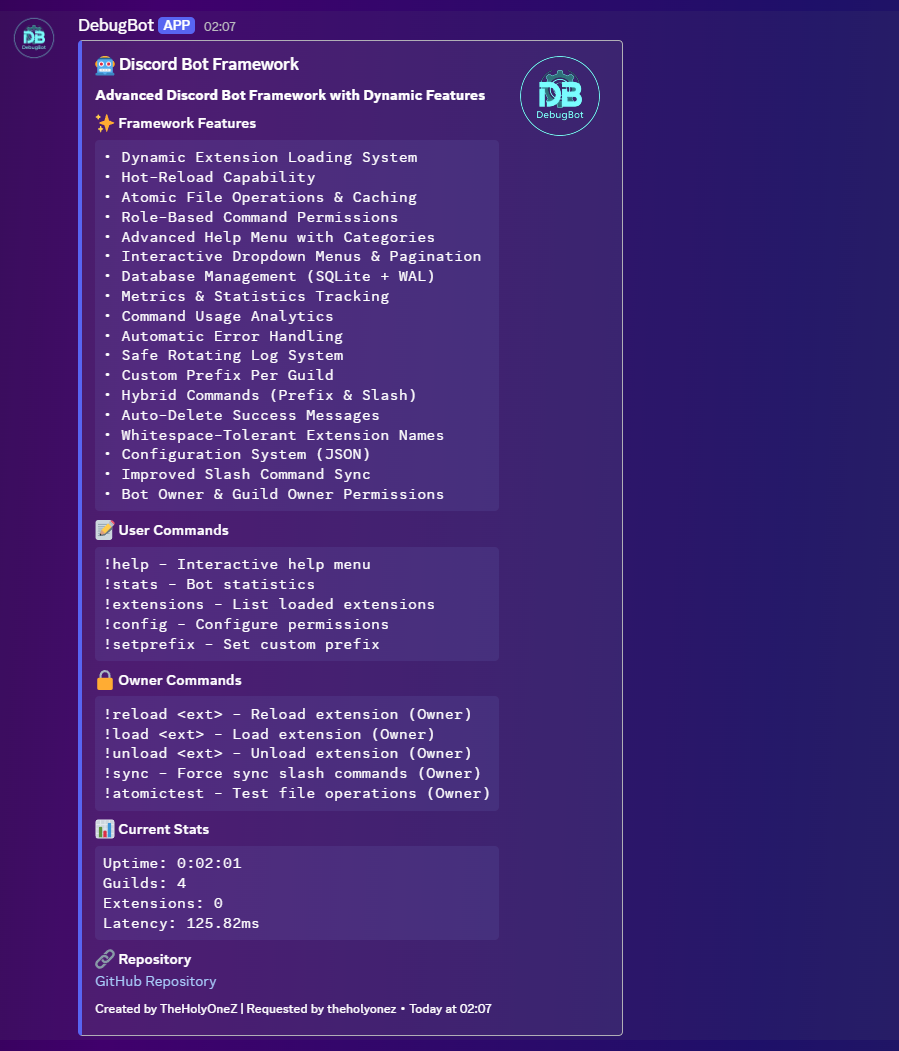 DB
DebugBot
DebugBot APP 02:07
Discord Bot Framework
DB
DebugBot
Advanced Discord Bot Framework with Dynamic Features
Framework Features
• Dynamic Extension Loading System
• Hot-Reload Capability
• Atomic File Operations & Caching
• Role-Based Command Permissions
• Advanced Help Menu with Categories
• Interactive Dropdown Menus & Pagination
• Database Management (SQLite + WAL)
• Metrics & Statistics Tracking
• Command Usage Analytics
• Automatic Error Handling
• Safe Rotating Log System
• Custom Prefix Per Guild
• Hybrid Commands (Prefix & Slash)
• Auto-Delete Success Messages
• Whitespace-Tolerant Extension Names
• Configuration System (JSON)
• Improved Slash Command Sync
• Bot Owner & Guild Owner Permissions
User Commands
!help - Interactive help menu
!stats - Bot statistics
!extensions - List loaded extensions
!config - Configure permissions
!setprefix - Set custom prefix
Owner Commands
!reload <ext> - Reload extension (Owner)
!load <ext> - Load extension (Owner)
!unload <ext> - Unload extension (Owner)
!sync - Force sync slash commands (Owner)
!atomictest - Test file operations (Owner)
Current Stats
Uptime: 0:02:01
Guilds: 4
Extensions: 0
Latency: 125.82ms
Repository
GitHub Repository
Created by TheHolyOneZ | Requested by theholyonez • Today at 02:07